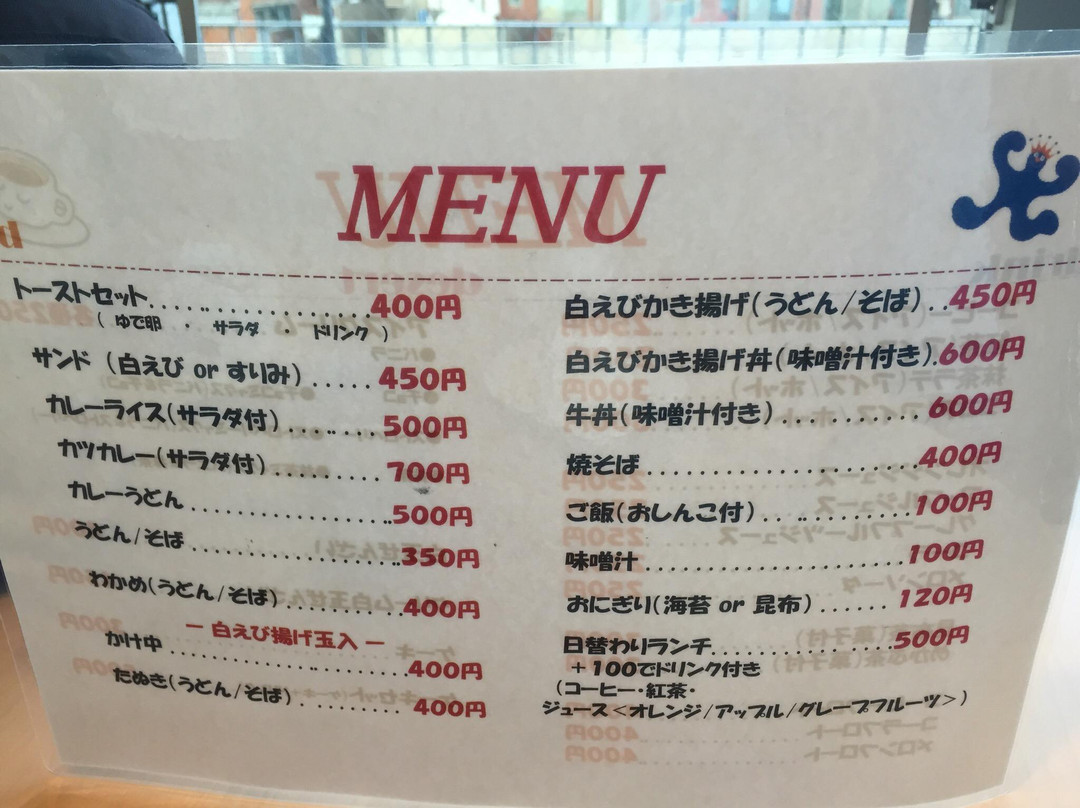 MENU
トーストセット..............400円
(ゆで卵 ・ サラダ ・ ドリンク)
サンド (白えび or すりみ)......450円
カレーライス(サラダ付)..........500円
カツカレー(サラダ付)............700円
カレーうどん....................500円
うどん/そば.....................350円
わかめ(うどん/そば).............400円
− 白えび揚げ玉入 −
かけ中..........................400円
たぬき(うどん/そば).............400円
白えびかき揚げ(うどん/そば)..450円
白えびかき揚げ丼(味噌汁付き).600円
牛丼(味噌汁付き)............600円
焼そば......................400円
ご飯(おしんこ付)............100円
味噌汁......................100円
おにぎり(海苔 or 昆布)......120円
日替わりランチ..............500円
+100でドリンク付き
(コーヒー・紅茶・
ジュース<オレンジ/アップル/グレープフルーツ>)